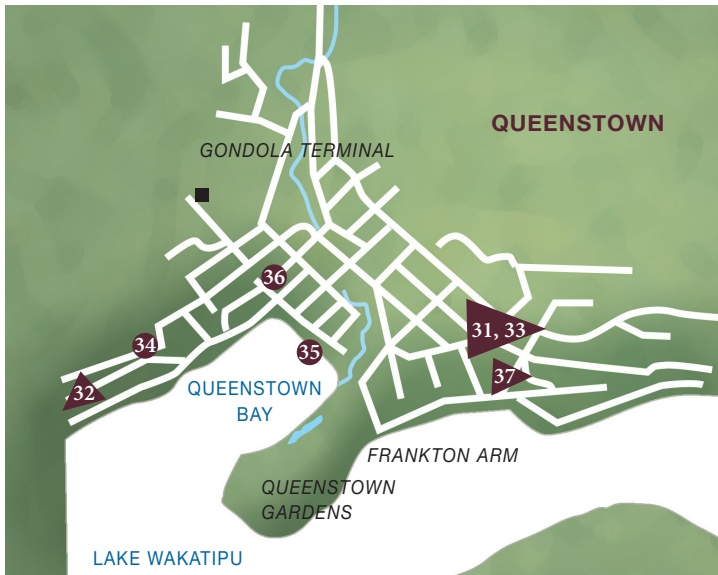 QUEENSTOWN
GONDOLA TERMINAL
36
31, 33
34
35
37
32
QUEENSTOWN
BAY
FRANKTON ARM
QUEENSTOWN
GARDENS
LAKE WAKATIPU